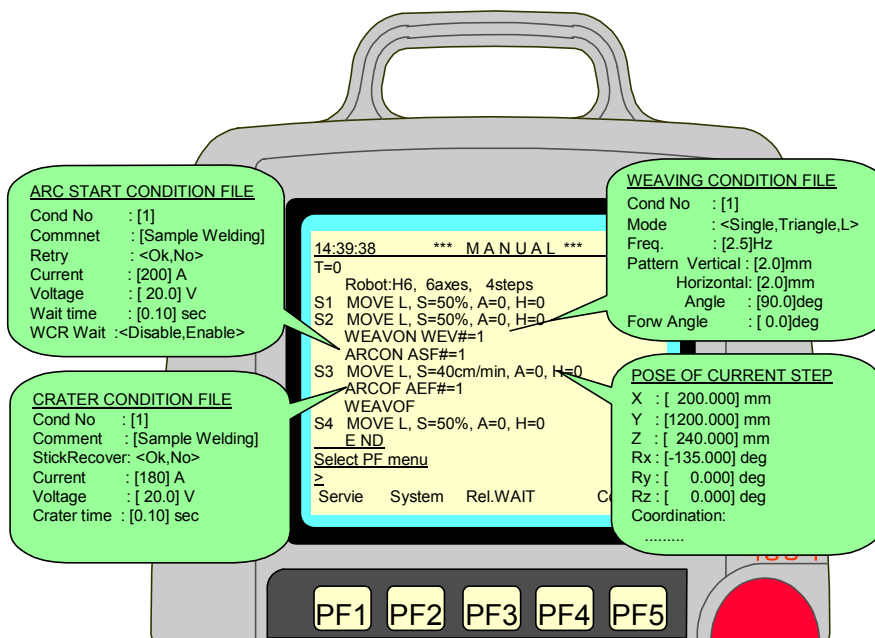 ARC START CONDITION FILE
Cond No : [1]
Commnet : [Sample Welding]
Retry : <Ok,No>
Current : [200] A
Voltage : [ 20.0] V
Wait time : [0.10] sec
WCR Wait :<Disable,Enable>
CRATER CONDITION FILE
Cond No : [1]
Comment : [Sample Welding]
StickRecover: <Ok,No>
Current : [180] A
Voltage : [ 20.0] V
Crater time : [0.10] sec
14:39:38 *** M A N U A L ***
T=0
Robot:H6, 6axes, 4steps
S1 MOVE L, S=50%, A=0, H=0
S2 MOVE L, S=50%, A=0, H=0
WEAVON WEV#=1
ARCON ASF#=1
S3 MOVE L, S=40cm/min, A=0, H=0
ARCOF AEF#=1
WEAVOF
S4 MOVE L, S=50%, A=0, H=0
E ND
Select PF menu
>
Servie System Rel.WAIT
WEAVING CONDITION FILE
Cond No : [1]
Mode : <Single,Triangle,L>
Freq. : [2.5]Hz
Pattern Vertical : [2.0]mm
Horizontal: [2.0]mm
Angle : [90.0]deg
Forw Angle : [ 0.0]deg
POSE OF CURRENT STEP
X : [ 200.000] mm
Y : [1200.000] mm
Z : [ 240.000] mm
Rx : [-135.000] deg
Ry : [ 0.000] deg
Rz : [ 0.000] deg
Coordination:
.........
PF1 PF2 PF3 PF4 PF5